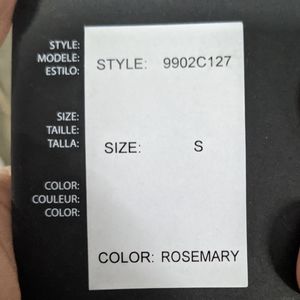 STYLE:
MODELE:
ESTILO:
STYLE: 9902C127
SIZE:
TAILLE:
TALLA:
SIZE: S
COLOR:
COULEUR:
COLOR:
COLOR: ROSEMARY